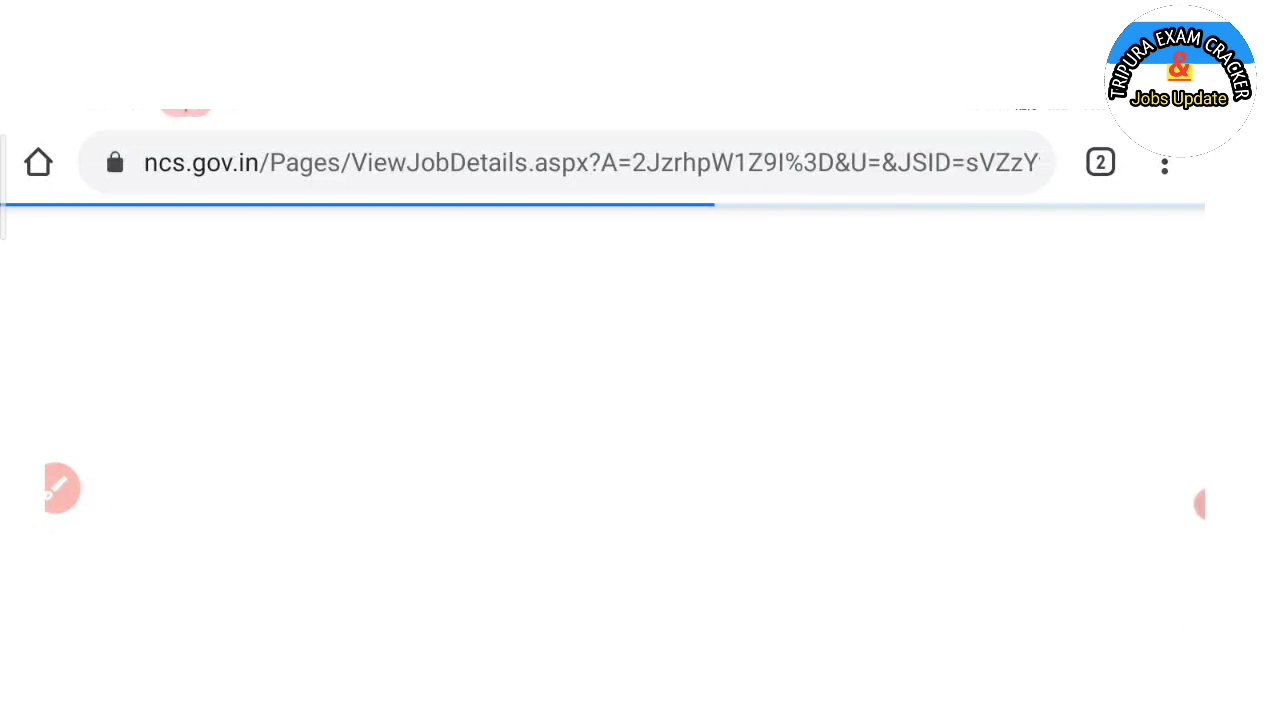 TRIPURA EXAM CRACKER
&
Jobs Update
ncs.gov.in/Pages/ViewJobDetails.aspx?A=2JzrhpW1Z9I%3D&U=&JSID=sVZzY
2